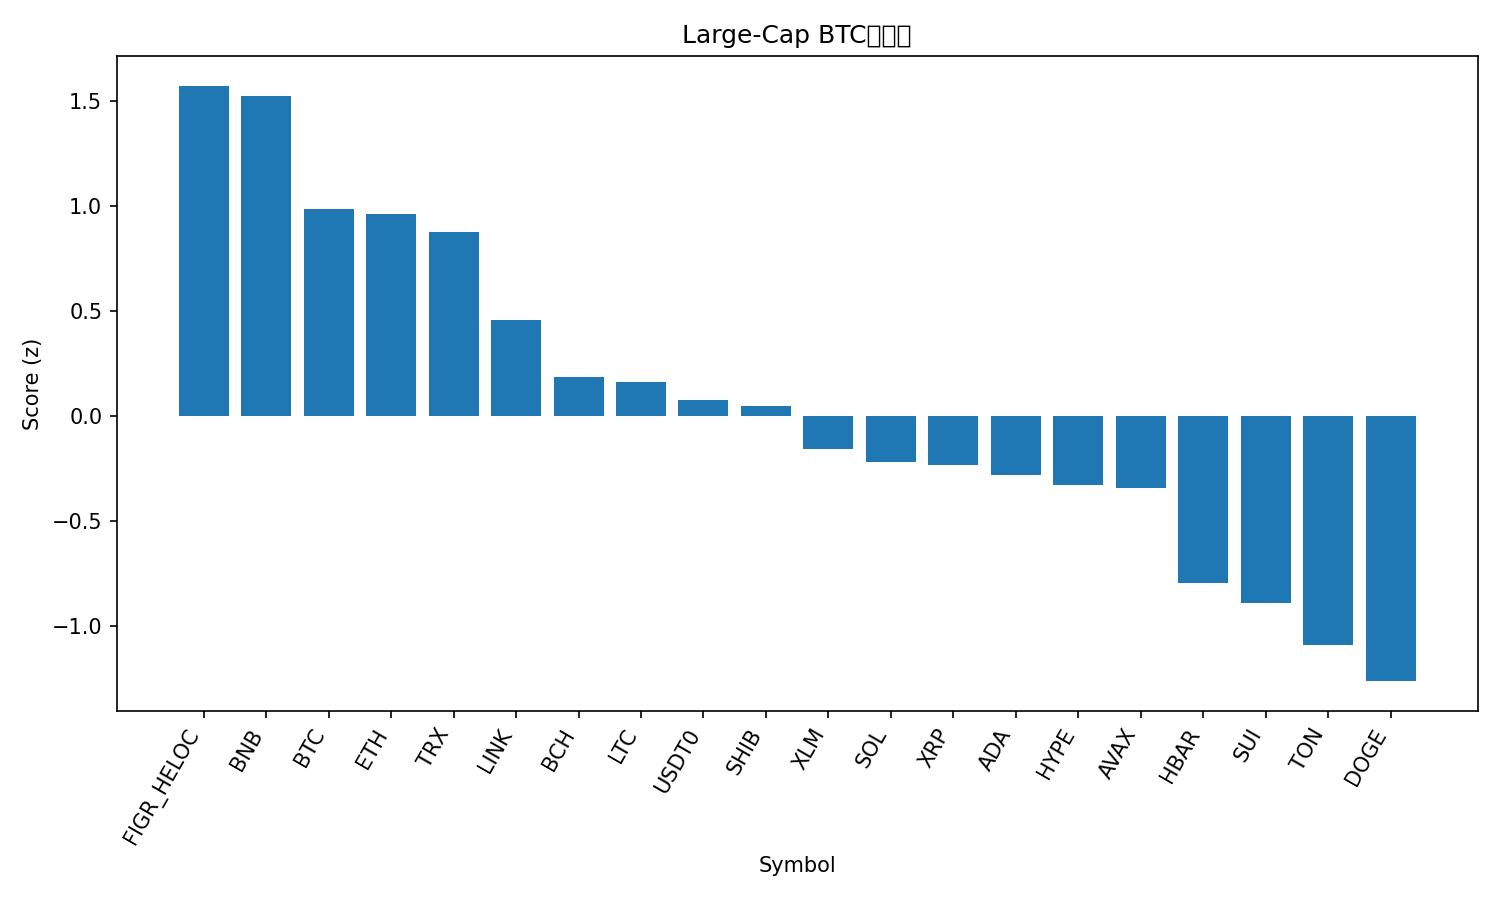 Large-Cap BTC
Score (z)
1.5
1.0
0.5
0.0
−0.5
−1.0
FIGR_HELOC
BNB
BTC
ETH
TRX
LINK
BCH
LTC
USDT0
SHIB
XLM
SOL
XRP
ADA
HYPE
AVAX
HBAR
SUI
TON
DOGE
Symbol